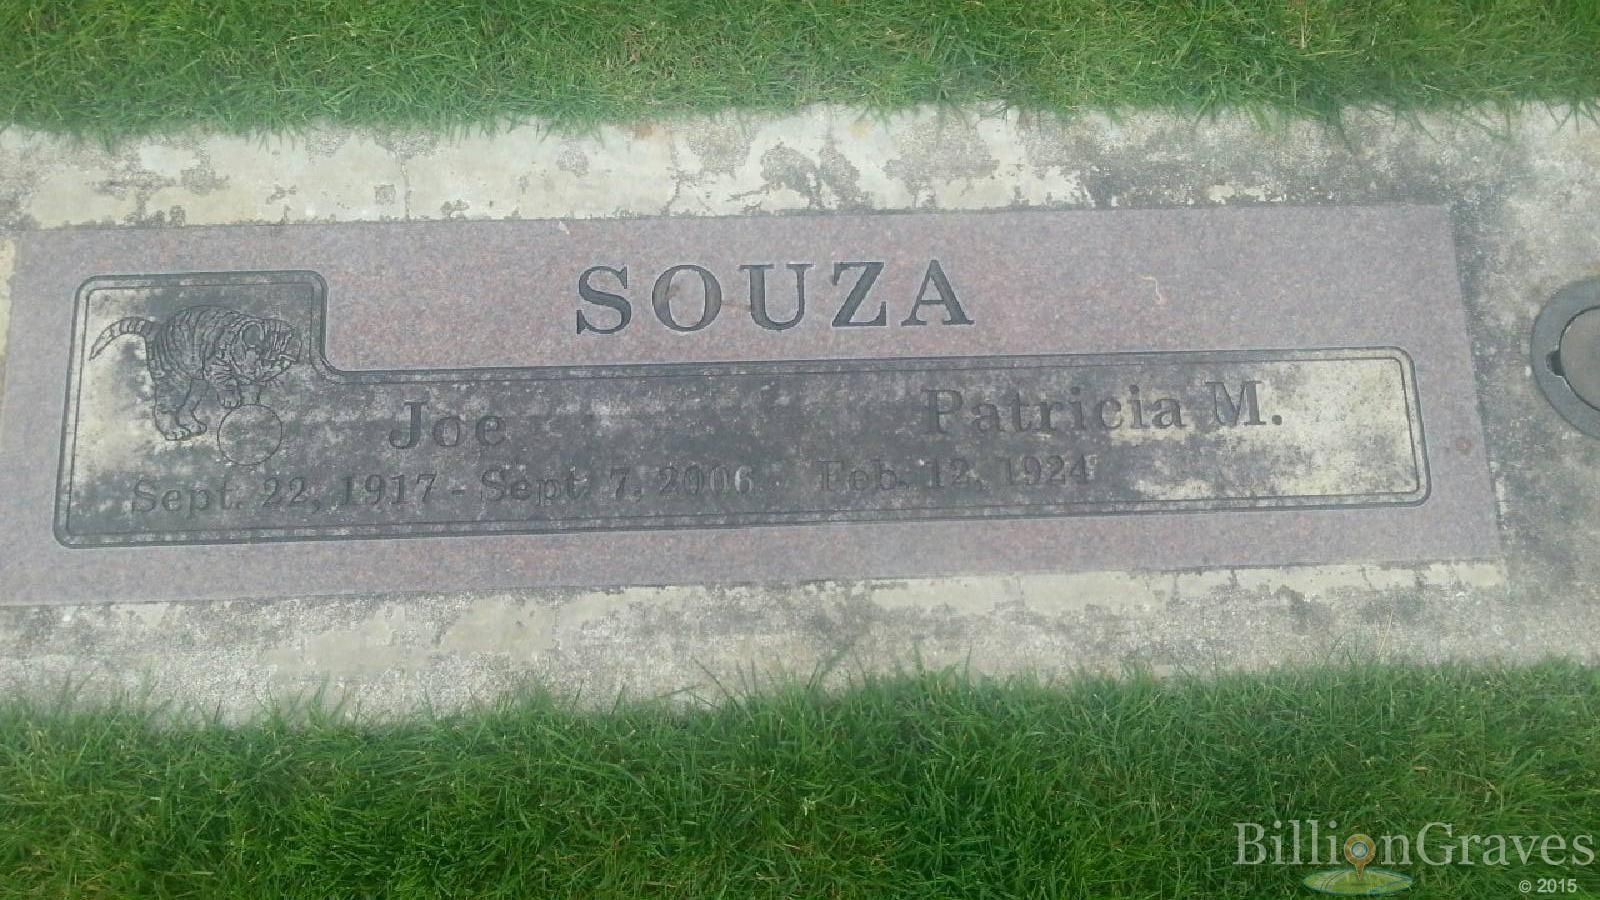 SOUZA
Joe Patricia M.
Sept. 22, 1917 - Sept. 7, 2006 Feb. 12, 1924
BillionGraves
© 2015